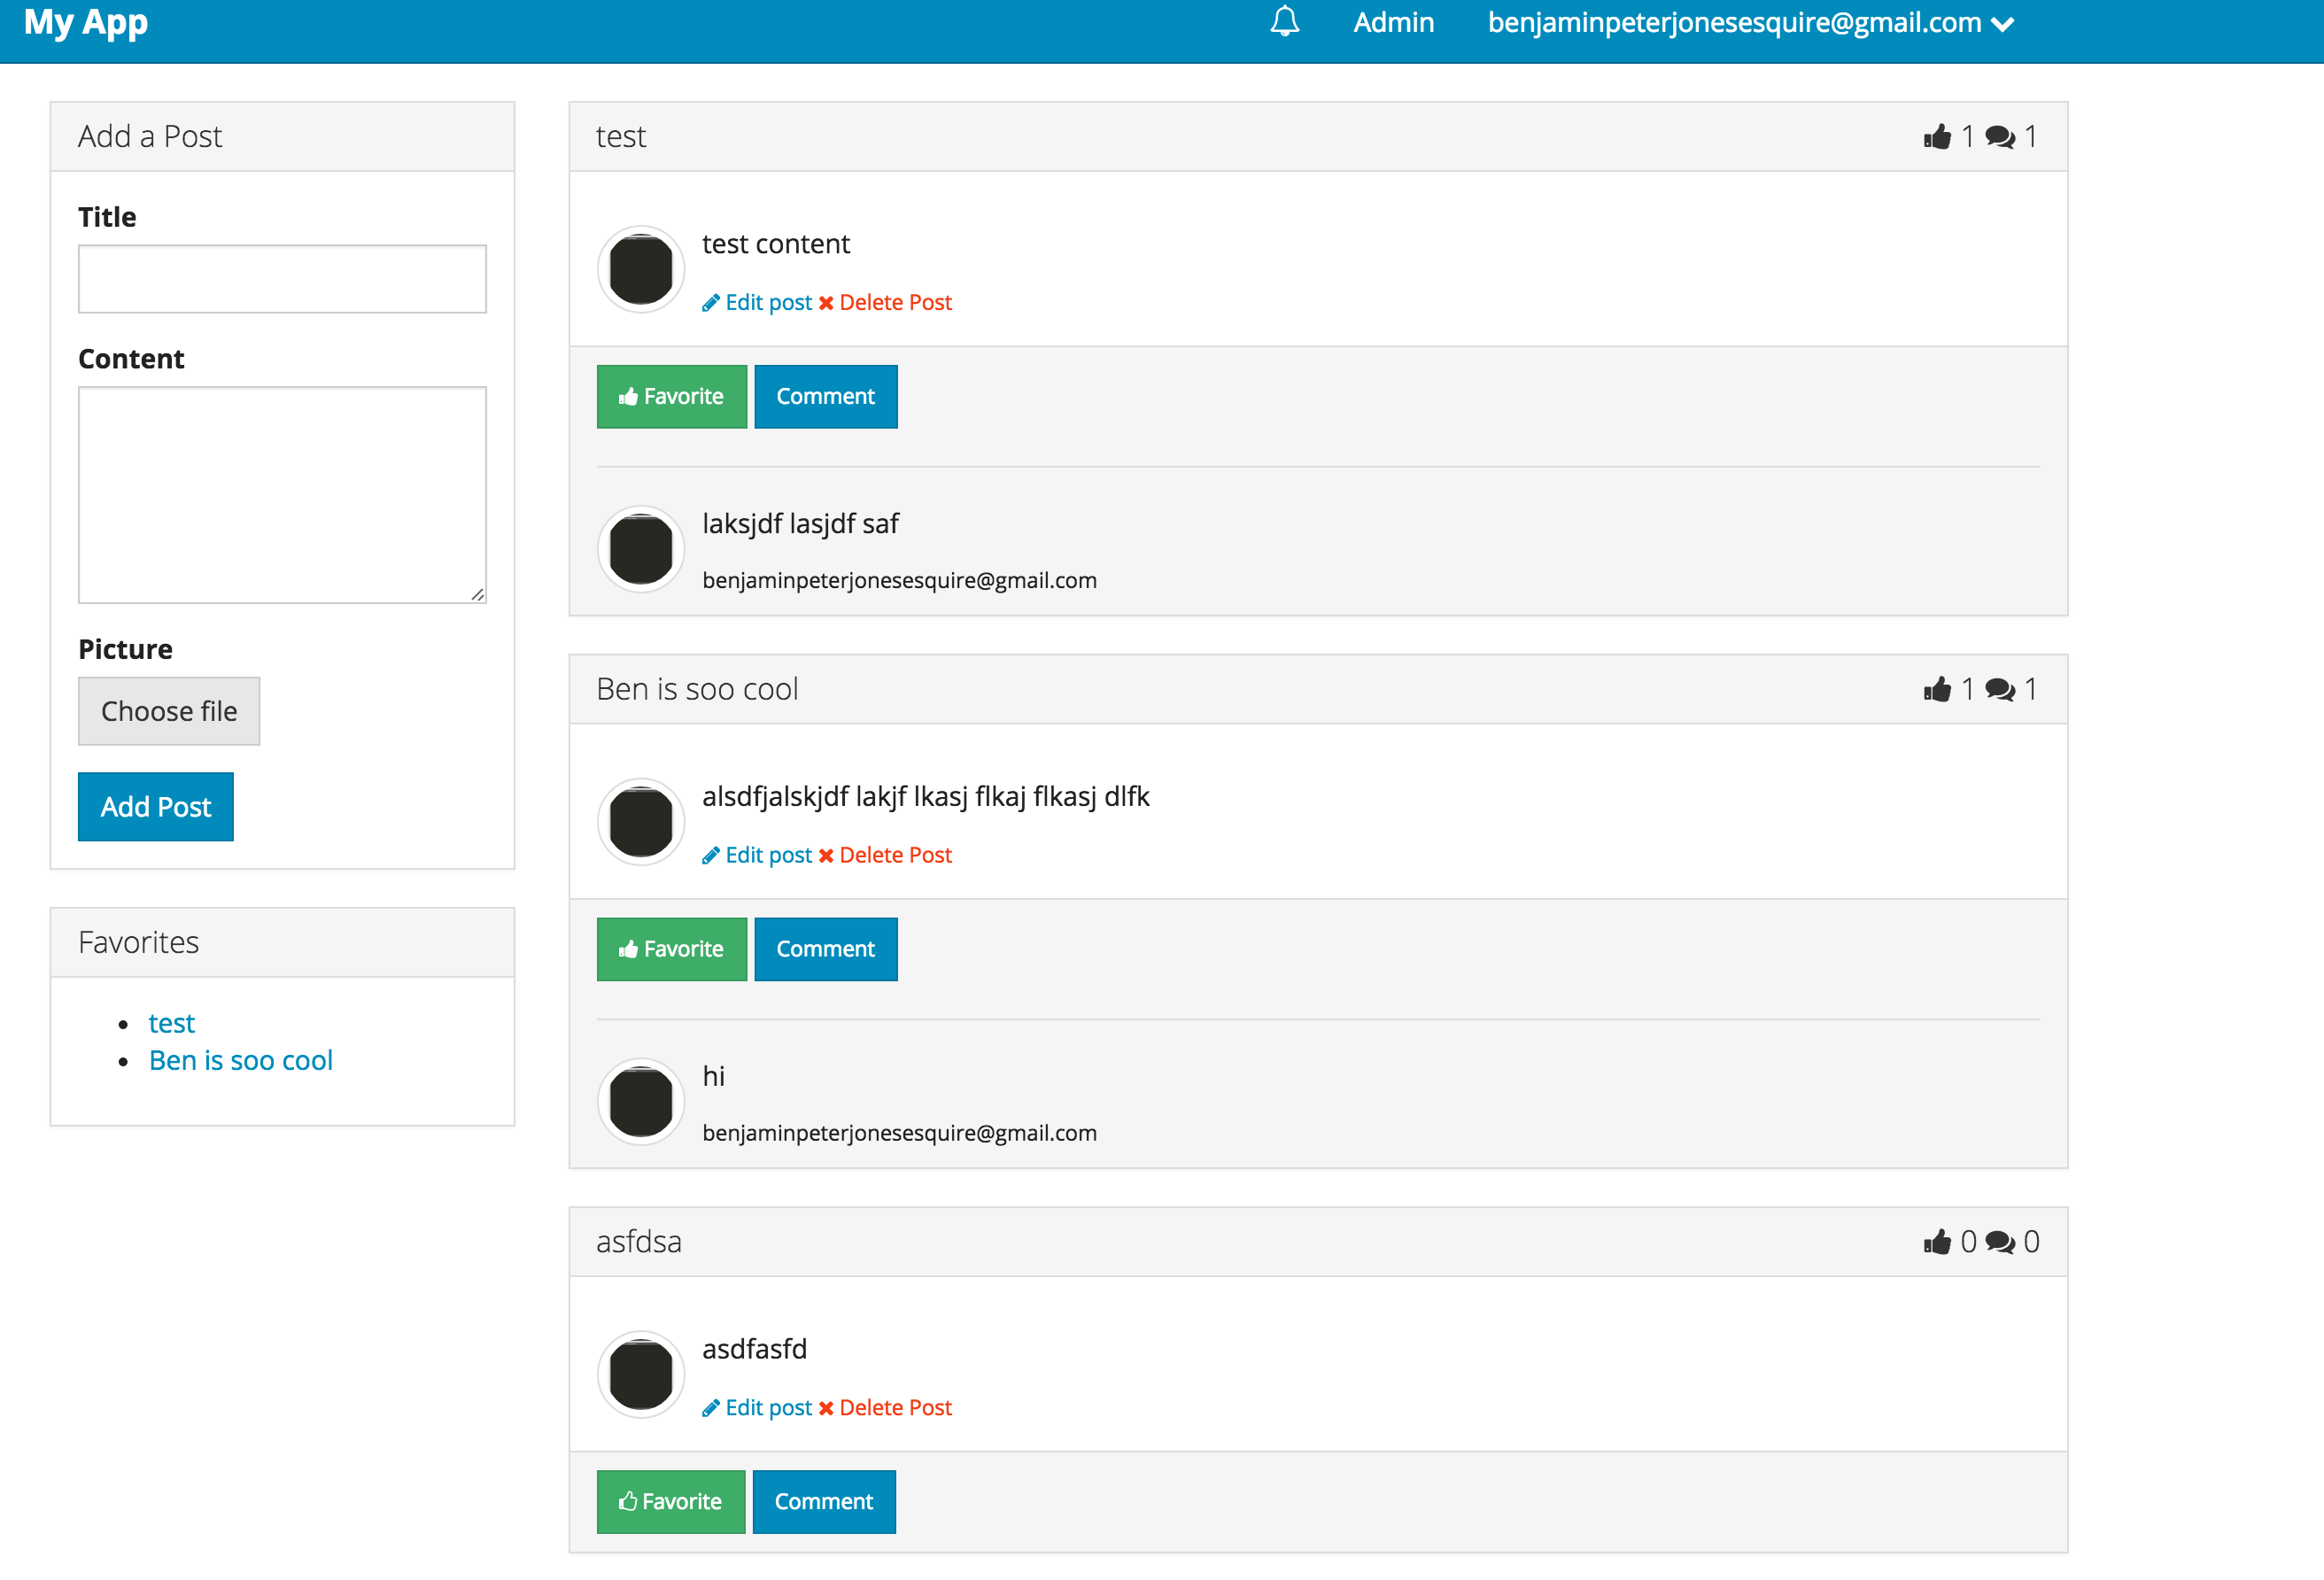 My App
Admin
benjaminpeterjonesesquire@gmail.com
Add a Post
Title
Content
Picture
Choose file
Add Post
Favorites
test
Ben is soo cool
test 1 1
test content
Edit post Delete Post
Favorite Comment
laksjdf lasjdf saf
benjaminpeterjonesesquire@gmail.com
Ben is soo cool 1 1
alsdfjalskjdf lakjf lkasj flkaj flkasj dlfk
Edit post Delete Post
Favorite Comment
hi
benjaminpeterjonesesquire@gmail.com
asfdsa 0 0
asdfasfd
Edit post Delete Post
Favorite Comment